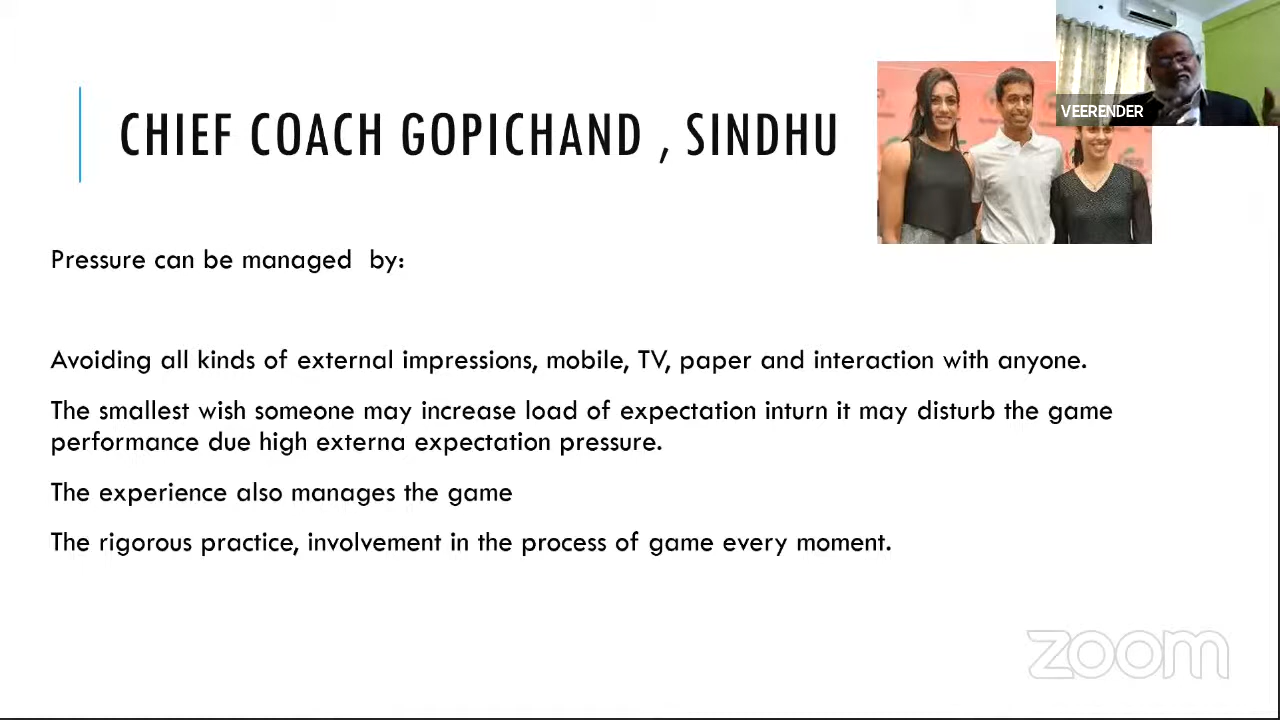 VEERENDER
CHIEF COACH GOPICHAND , SINDHU
Pressure can be managed  by:
Avoiding all kinds of external impressions, mobile, TV, paper and interaction with anyone.
The smallest wish someone may increase load of expectation inturn it may disturb the game
performance due high externa expectation pressure.
The experience also manages the game
The rigorous practice, involvement in the process of game every moment.
zoom